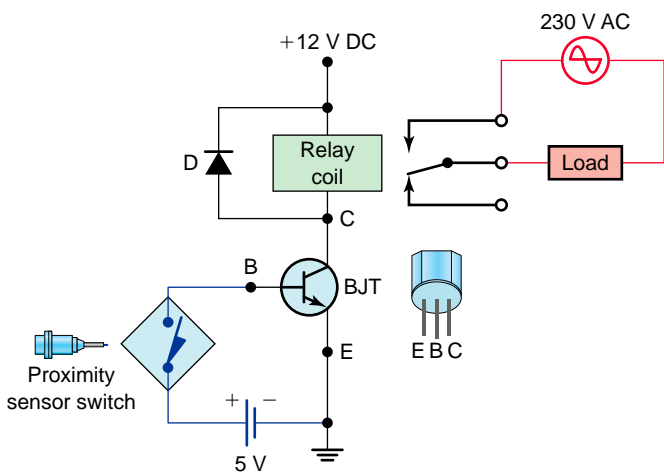 230 V AC
+12 V DC
D
Relay
coil
Load
C
B
BJT
E B C
E
Proximity
sensor switch
+ −
5 V